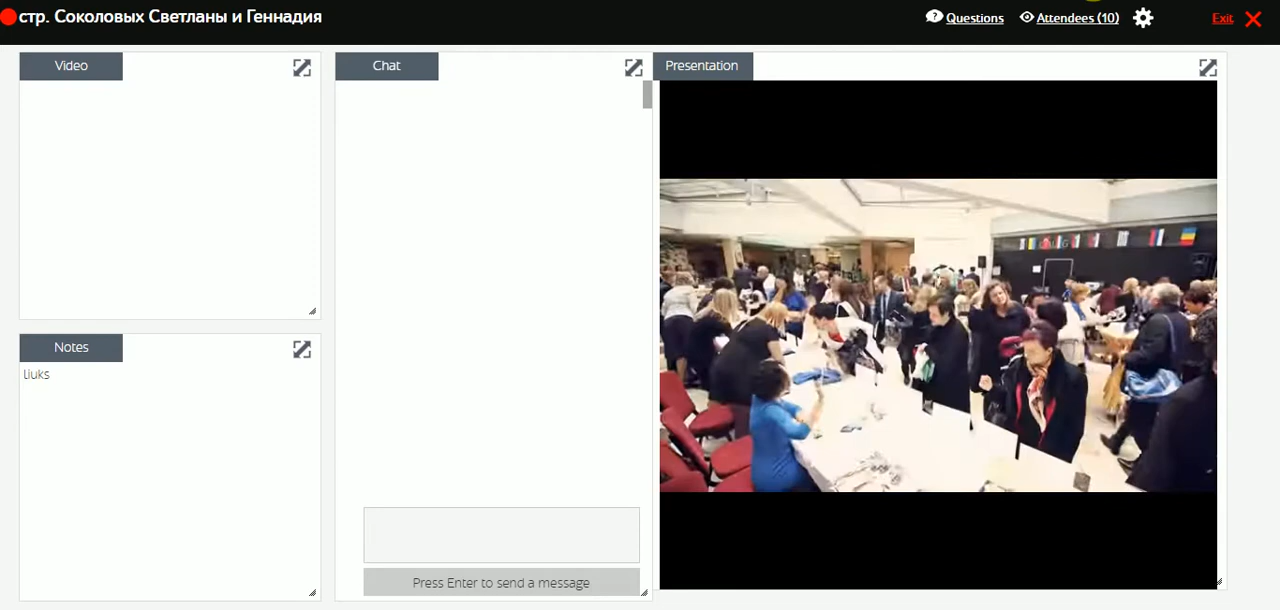 стр. Соколовых Светланы и Геннадия
Questions
Attendees (10)
Exit
Video
Chat
Presentation
Notes
liuks
Press Enter to send a message